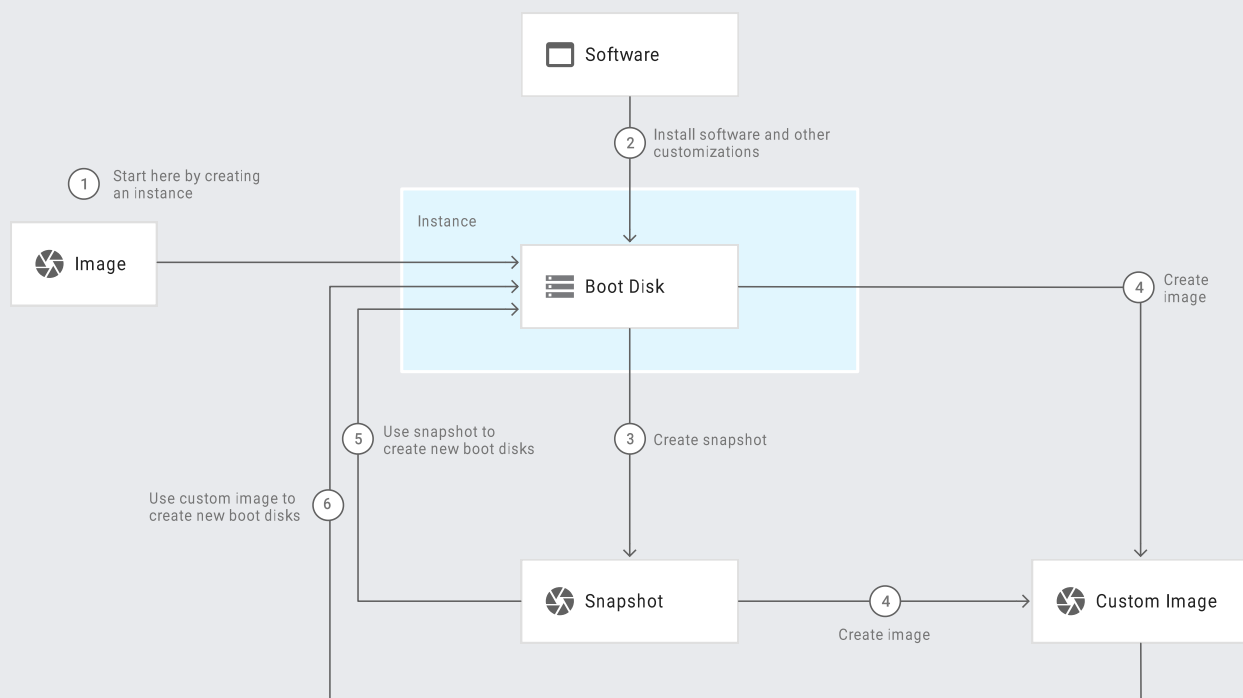 Software
2
Install software and other
customizations
1
Start here by creating
an instance
Instance
Image
Boot Disk
4
Create
image
5
Use snapshot to
create new boot disks
3
Create snapshot
6
Use custom image to
create new boot disks
Snapshot
4
Create image
Custom Image